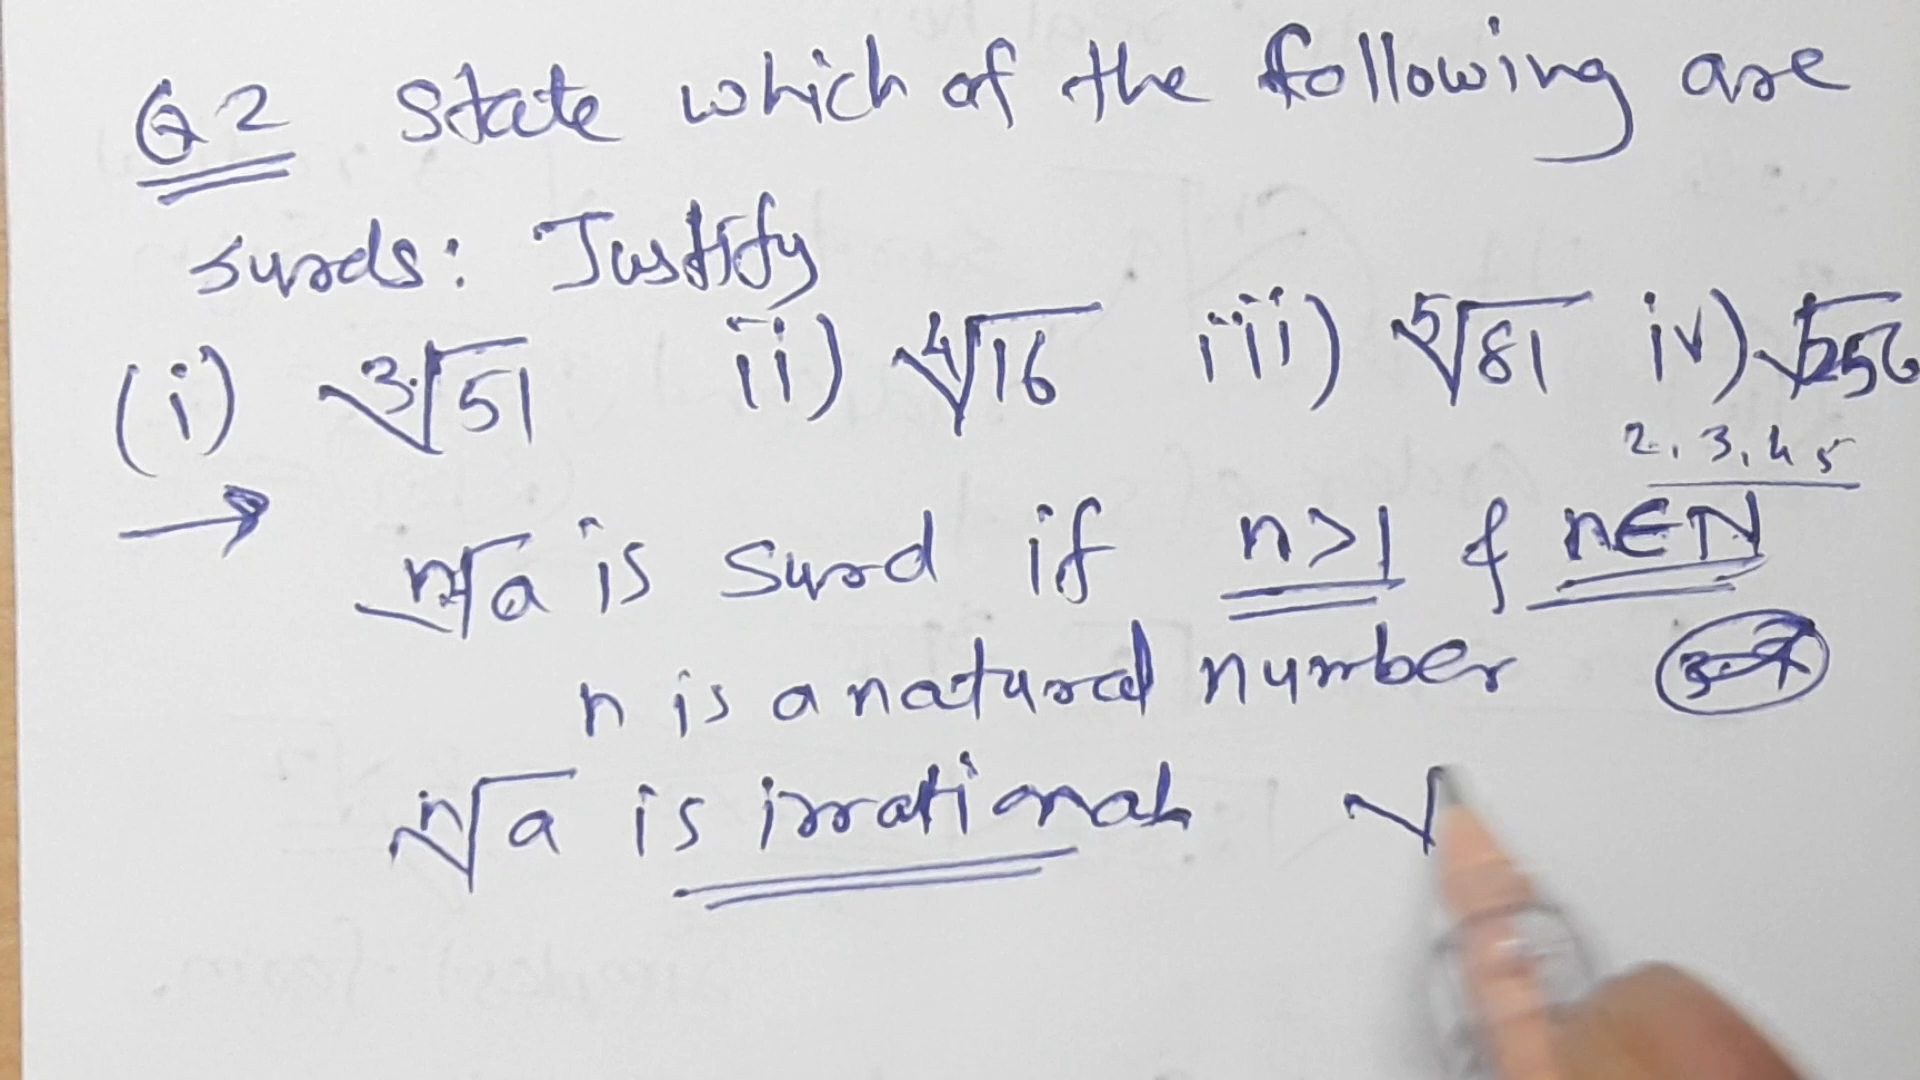 Q2 State which of the following are
surds: Justify
(i) ∛51 ii) ∜16 iii) ⁵√81 iv) √256
2, 3, 4 5
→ ⁿ√a is surd if n>1 & n∈N
n is a natural number
ⁿ√a is irrational √